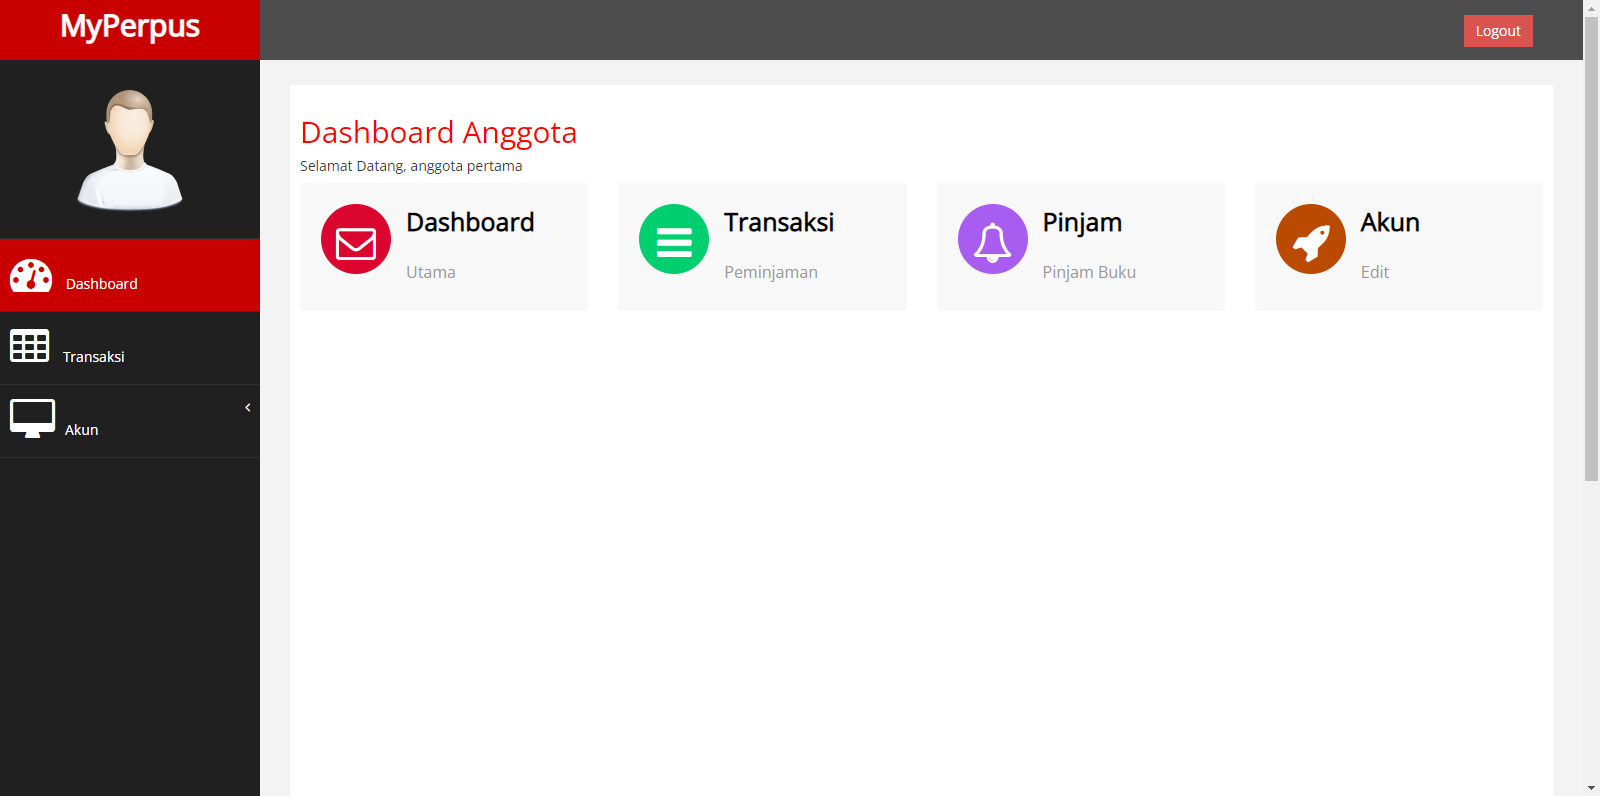 MyPerpus
Logout
Dashboard
Transaksi
Akun
Dashboard Anggota
Selamat Datang, anggota pertama
Dashboard
Utama
Transaksi
Peminjaman
Pinjam
Pinjam Buku
Akun
Edit